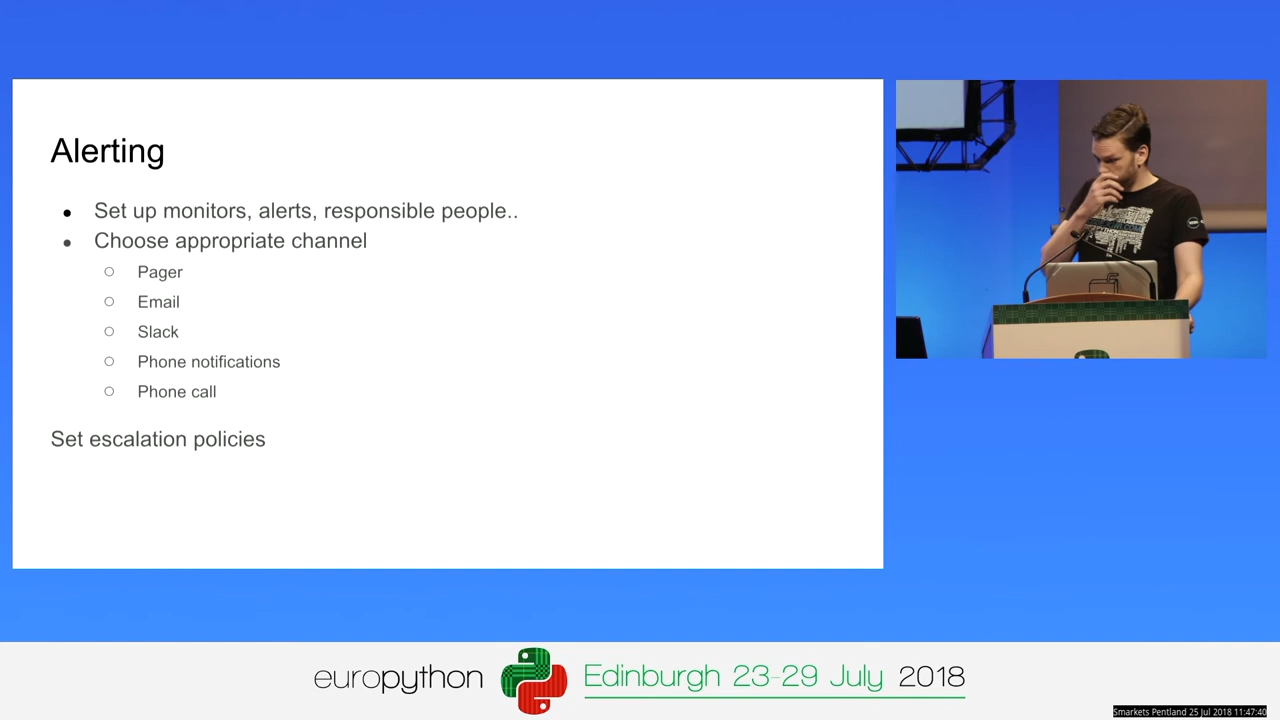 Alerting
Set up monitors, alerts, responsible people..
Choose appropriate channel
Pager
Email
Slack
Phone notifications
Phone call
Set escalation policies
europython
Edinburgh 23-29 July 2018
Smarkets Pentland 25 Jul 2018 11:47:40